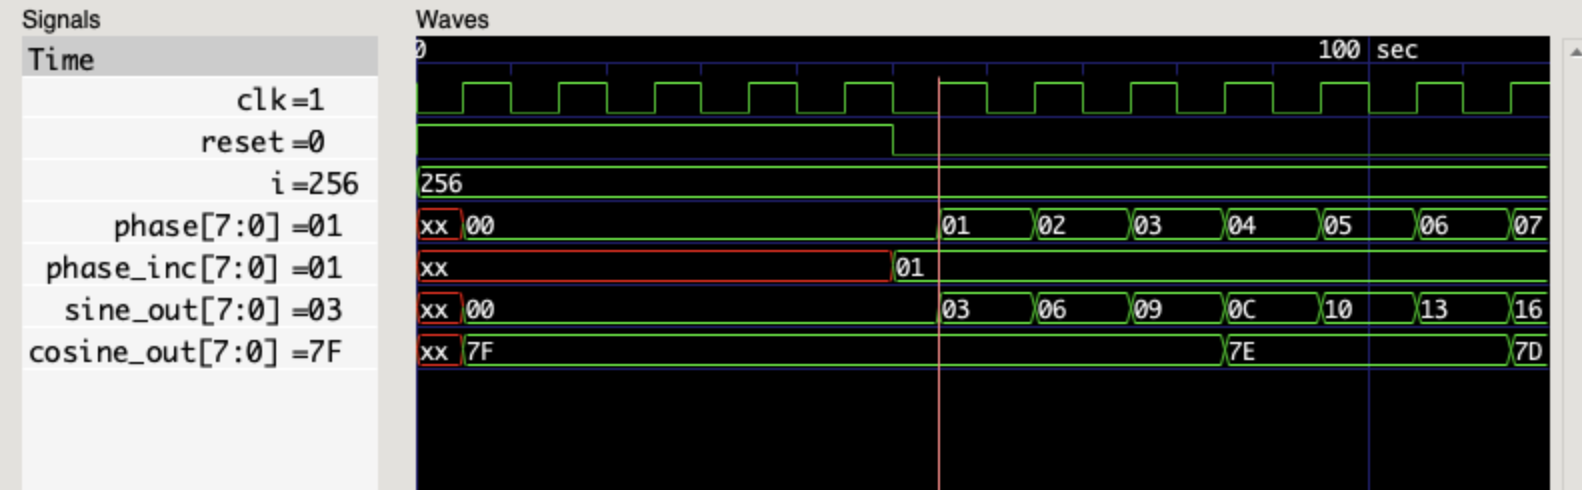 Signals Waves
Time 0 100 sec
clk =1
reset =0
i =256 256
phase[7:0] =01 xx 00 01 02 03 04 05 06 07
phase_inc[7:0] =01 xx 01
sine_out[7:0] =03 xx 00 03 06 09 0C 10 13 16
cosine_out[7:0] =7F xx 7F 7E 7D